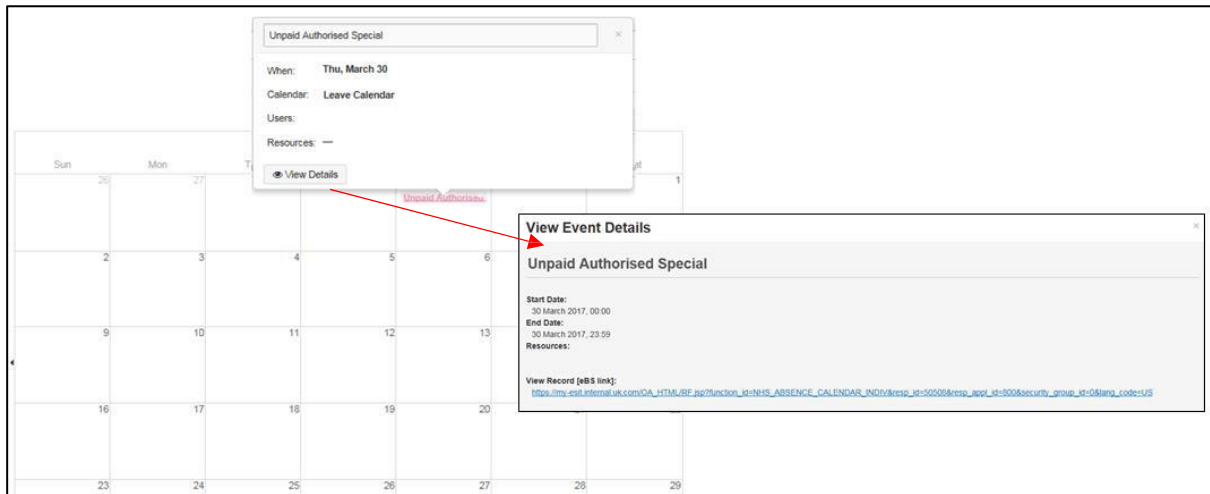 Unpaid Authorised Special
×
When: Thu, March 30
Calendar: Leave Calendar
Users:
Resources: —
View Details
Sun Mon
26 27 1
Unpaid Authorised
View Event Details ×
Unpaid Authorised Special
Start Date:
30 March 2017, 00:00
End Date:
30 March 2017, 23:59
Resources:
View Record [eBS link]:
https://my-esit.internal.uk.com/OA_HTML/RF.jsp?function_id=NHS_ABSENCE_CALENDAR_INDIV&resp_id=50508&resp_appl_id=800&security_group_id=0&lang_code=US
2 3 4 5 6
9 10 11 12 13
16 17 18 19 20
23 24 25 26 27 28 29